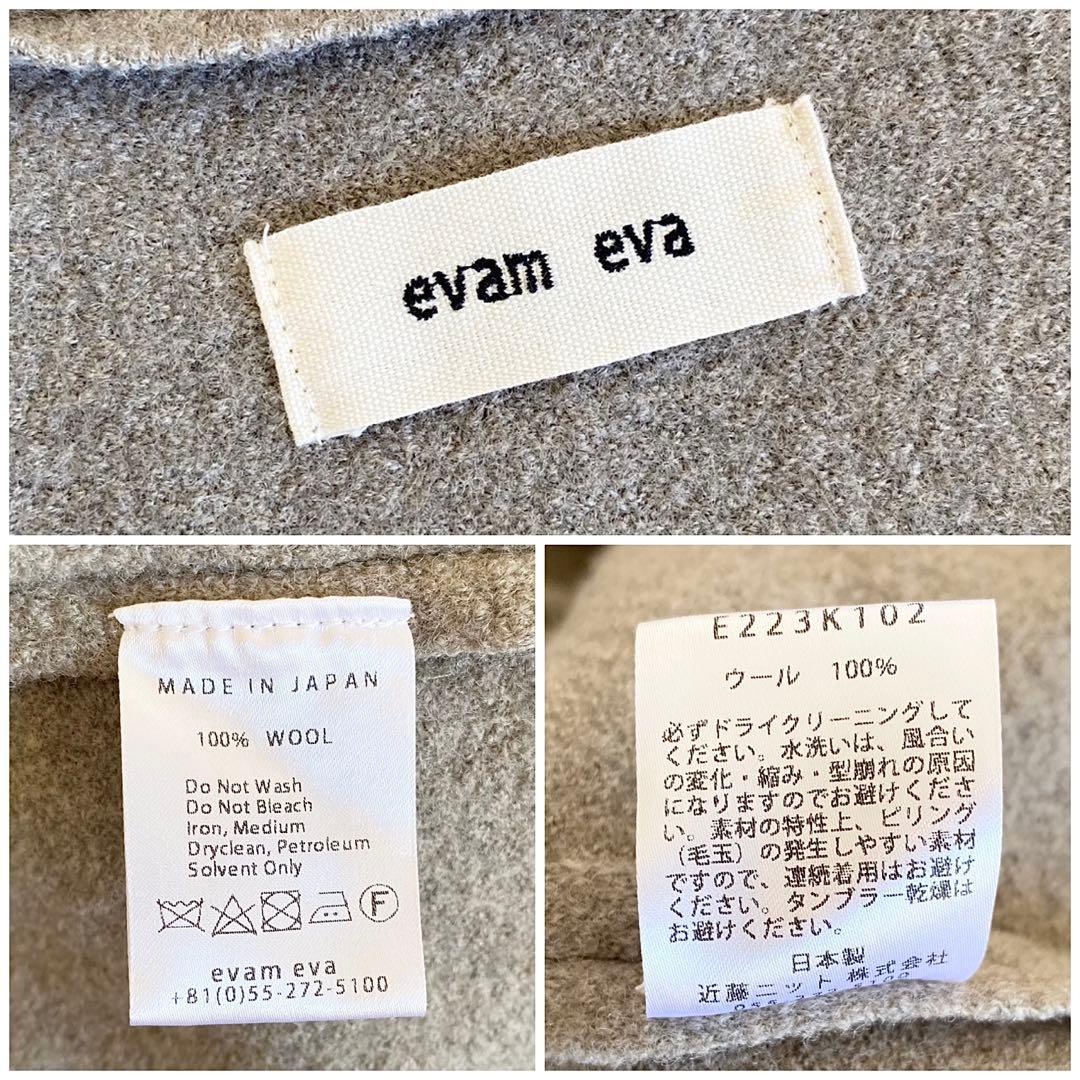 evam eva
MADE IN JAPAN
100% WOOL
Do Not Wash
Do Not Bleach
Iron, Medium
Dryclean, Petroleum
Solvent Only
F
evam eva
+81(0)55-272-5100
E223K102
ウール 100%
必ずドライクリーニングして
ください。水洗いは、風合い
の変化・縮み・型崩れの原因
になりますのでお避けくださ
い。素材の特性上、ピリング
（毛玉）の発生しやすい素材
ですので、連続着用はお避け
ください。タンブラー乾燥は
お避けください。
日本製
近藤ニット株式会社